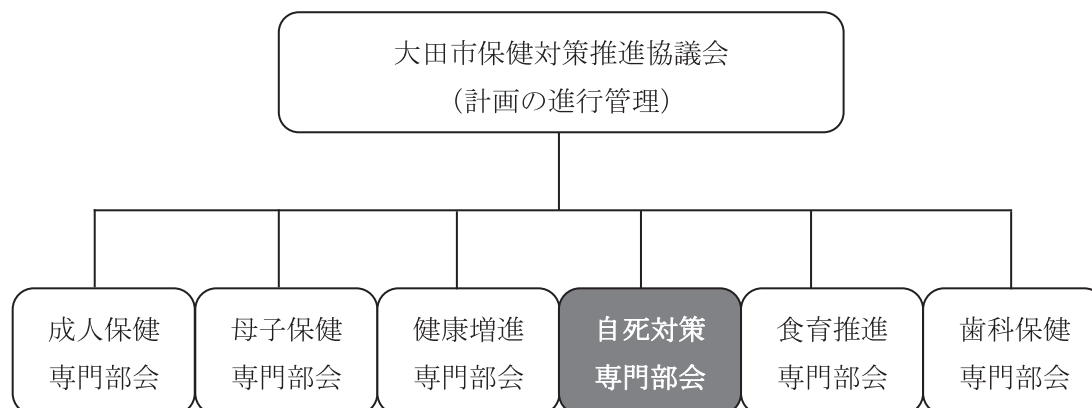 大田市保健対策推進協議会
（計画の進行管理）
成人保健
専門部会
母子保健
専門部会
健康増進
専門部会
自死対策
専門部会
食育推進
専門部会
歯科保健
専門部会